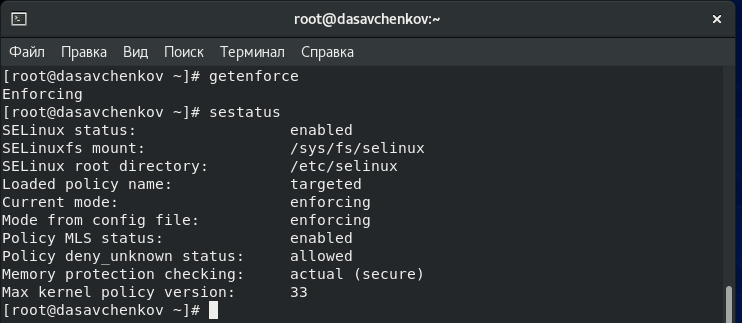 root@dasavchenkov:~
Файл Правка Вид Поиск Терминал Справка
[root@dasavchenkov ~]# getenforce
Enforcing
[root@dasavchenkov ~]# sestatus
SELinux status:                 enabled
SELinuxfs mount:                /sys/fs/selinux
SELinux root directory:         /etc/selinux
Loaded policy name:             targeted
Current mode:                   enforcing
Mode from config file:          enforcing
Policy MLS status:              enabled
Policy deny_unknown status:     allowed
Memory protection checking:     actual (secure)
Max kernel policy version:      33
[root@dasavchenkov ~]#